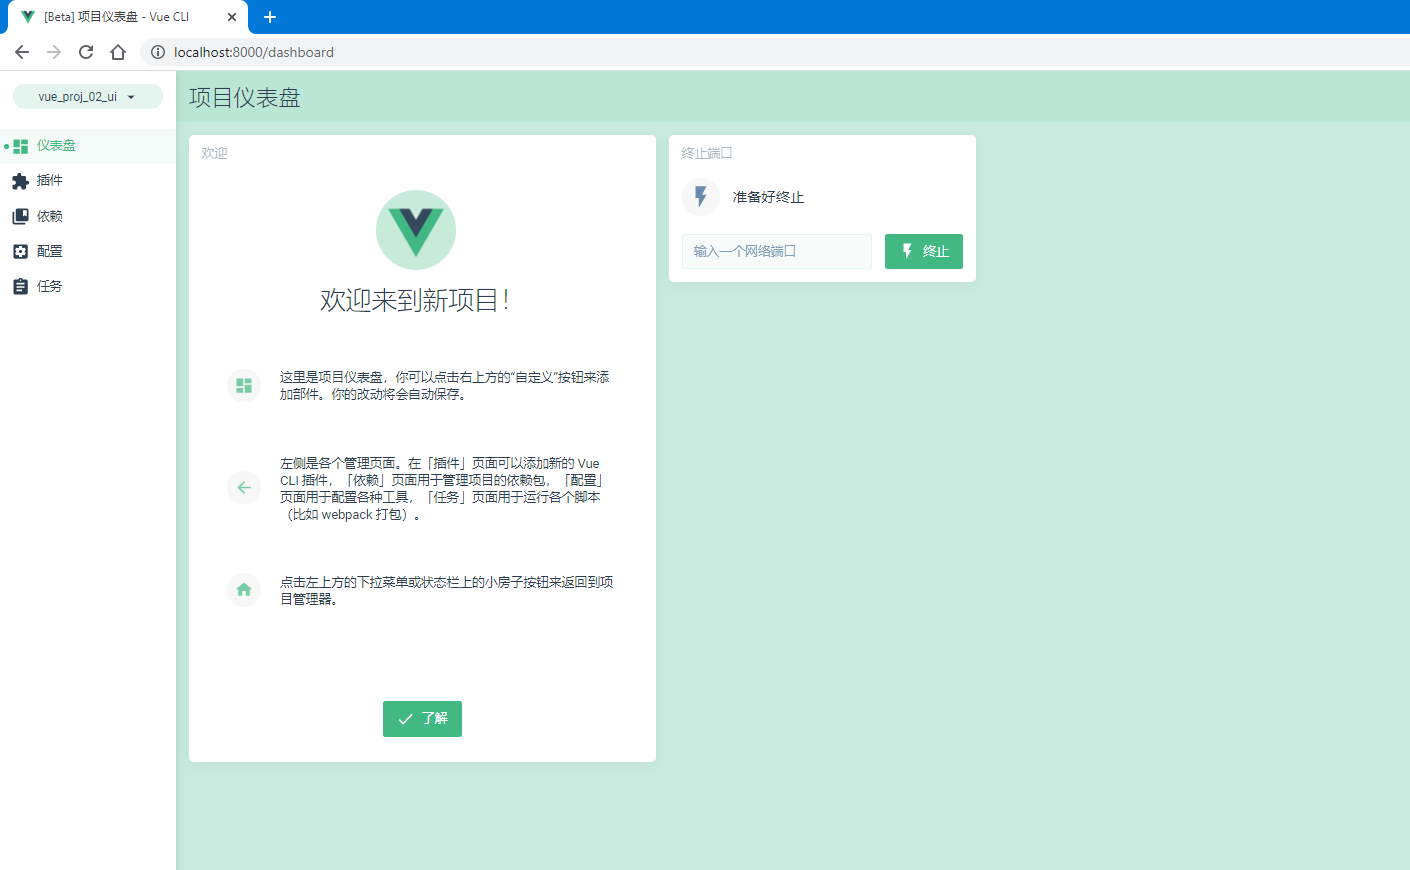 [Beta] 项目仪表盘 - Vue CLI
localhost:8000/dashboard
vue_proj_02_ui
项目仪表盘
仪表盘
插件
依赖
配置
任务
欢迎
欢迎来到新项目！
这里是项目仪表盘，你可以点击右上方的“自定义”按钮来添
加部件。你的改动将会自动保存。
左侧是各个管理页面。在「插件」页面可以添加新的 Vue
CLI 插件，「依赖」页面用于管理项目的依赖包，「配置」
页面用于配置各种工具，「任务」页面用于运行各个脚本
（比如 webpack 打包）。
点击左上方的下拉菜单或状态栏上的小房子按钮来返回到项
目管理器。
了解
终止端口
准备好终止
输入一个网络端口
终止